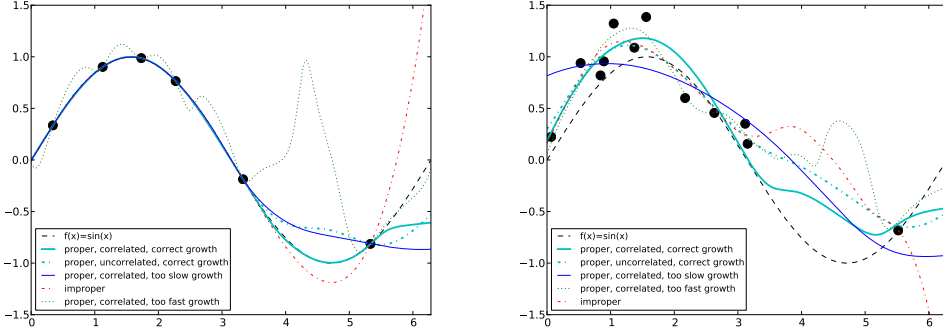 1.5
1.0
0.5
0.0
−0.5
−1.0
−1.5
0 1 2 3 4 5 6
f(x)=sin(x)
proper, correlated, correct growth
proper, uncorrelated, correct growth
proper, correlated, too slow growth
improper
proper, correlated, too fast growth
1.5
1.0
0.5
0.0
−0.5
−1.0
−1.5
0 1 2 3 4 5 6
f(x)=sin(x)
proper, correlated, correct growth
proper, uncorrelated, correct growth
proper, correlated, too slow growth
proper, correlated, too fast growth
improper